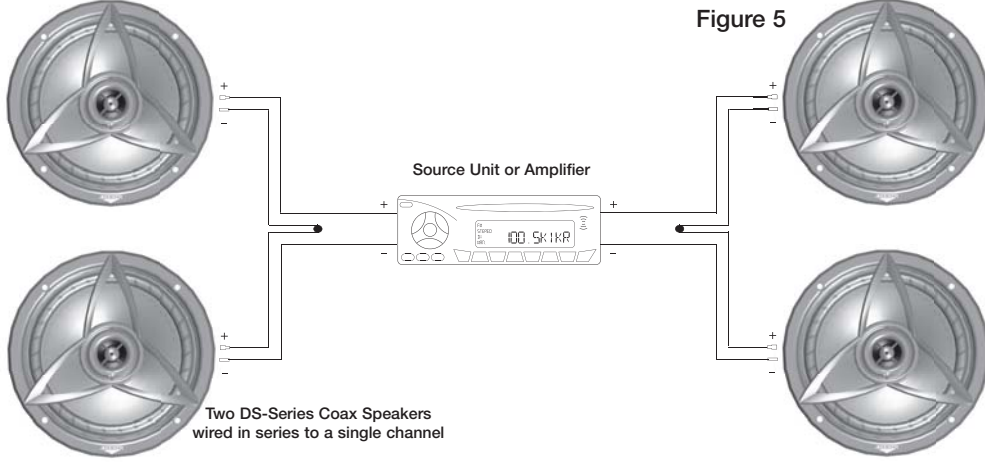 Figure 5
+
−
+
−
Source Unit or Amplifier
+
+
FM
STEREO
100.5KIKR
−
−
+
−
+
−
Two DS-Series Coax Speakers
wired in series to a single channel